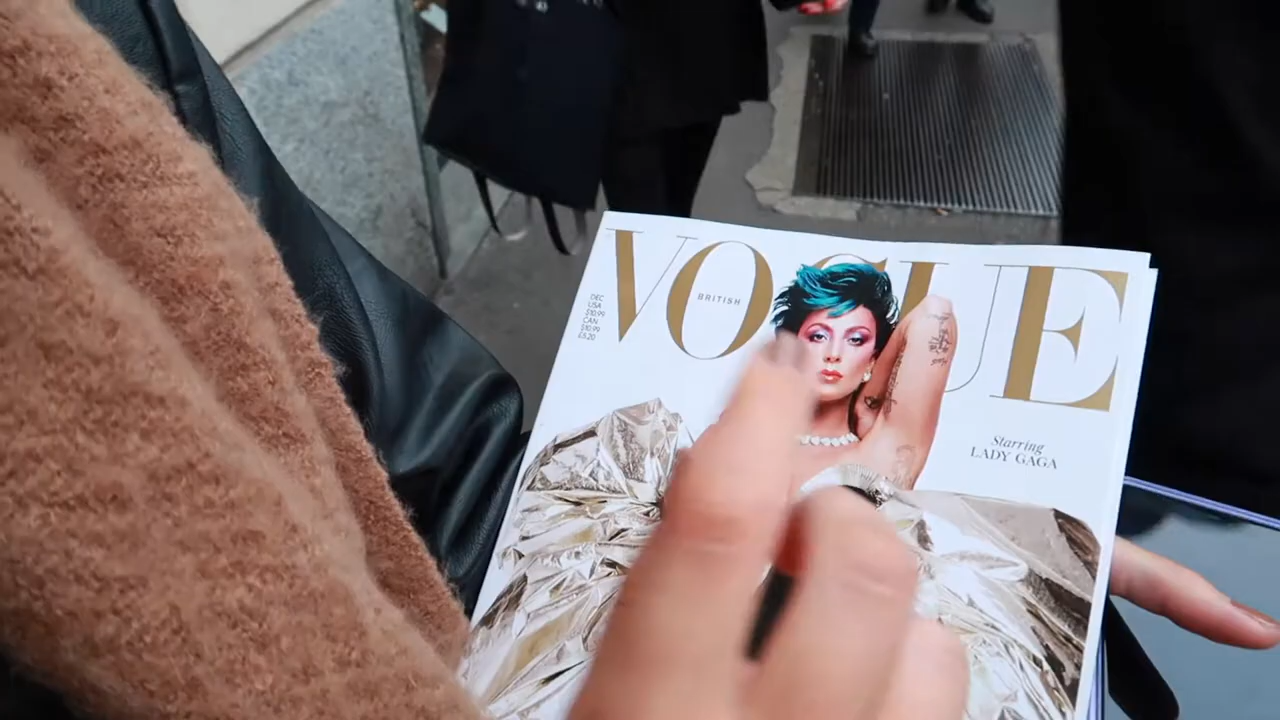 VOGUE
BRITISH
DEC
USA
$10.99
CAN
$10.99
£5.20
Starring
LADY GAGA